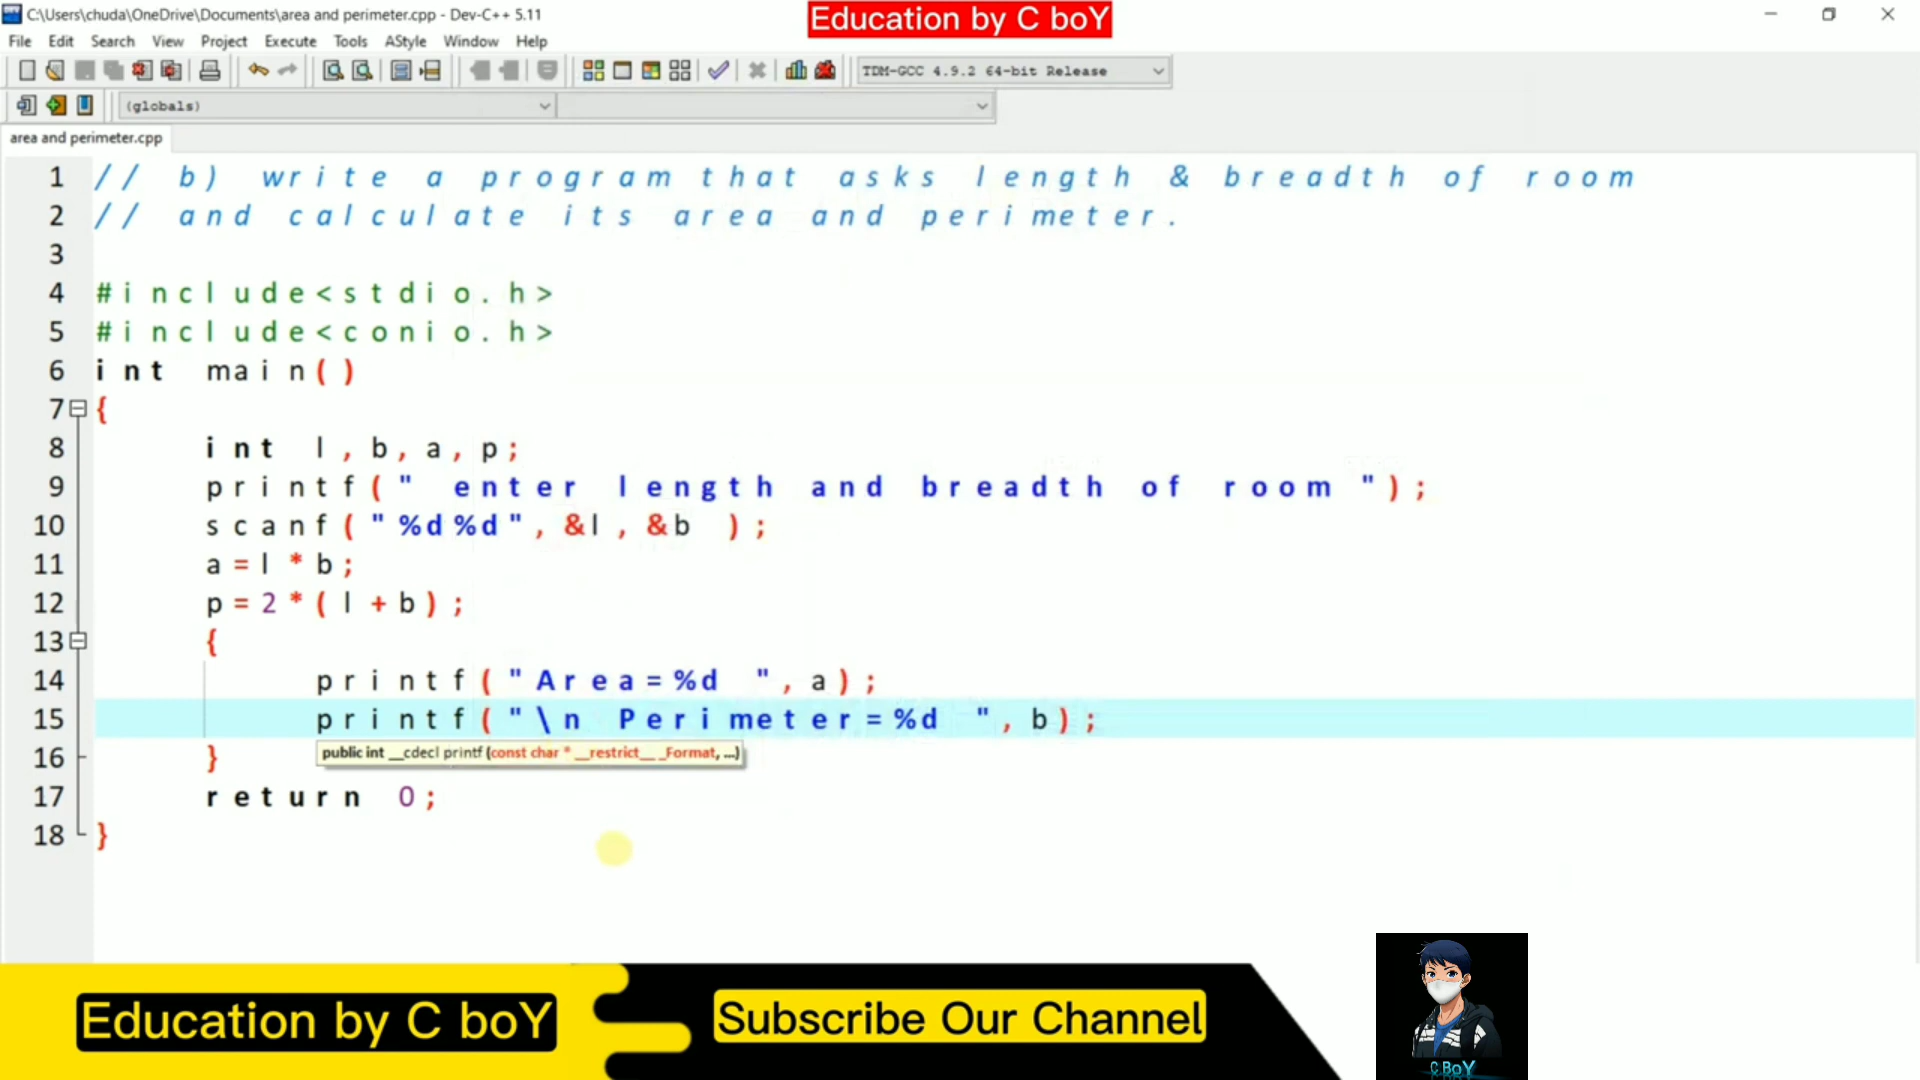 C:\Users\chuda\OneDrive\Documents\area and perimeter.cpp - Dev-C++ 5.11
Education by C boY
File Edit Search View Project Execute Tools AStyle Window Help
TDM-GCC 4.9.2 64-bit Release
(globals)
area and perimeter.cpp
1 // b) write a program that asks length & breadth of room
2 // and calculate its area and perimeter.
3
4 #include<stdio.h>
5 #include<conio.h>
6 int main()
7 {
8 int l,b,a,p;
9 printf(" enter length and breadth of room ");
10 scanf("%d%d",&l,&b );
11 a=l*b;
12 p=2*(l+b);
13 {
14 printf("Area=%d ",a);
15 printf("\n Perimeter=%d ",b);
16 }
public int __cdecl printf (const char * __restrict__ _Format, ...)
17 return 0;
18 }
Education by C boY
Subscribe Our Channel
C BoY